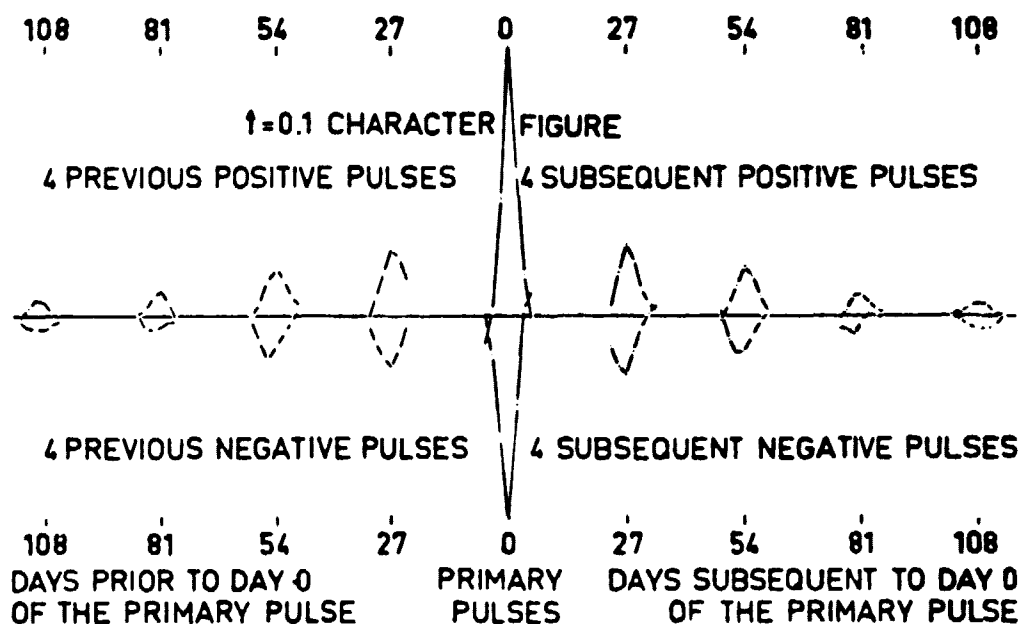 108 81 54 27 0 27 54 81 108
↑=0.1 CHARACTER FIGURE
4 PREVIOUS POSITIVE PULSES 4 SUBSEQUENT POSITIVE PULSES
4 PREVIOUS NEGATIVE PULSES 4 SUBSEQUENT NEGATIVE PULSES
108 81 54 27 0 27 54 81 108
DAYS PRIOR TO DAY 0 PRIMARY DAYS SUBSEQUENT TO DAY 0
OF THE PRIMARY PULSE PULSES OF THE PRIMARY PULSE